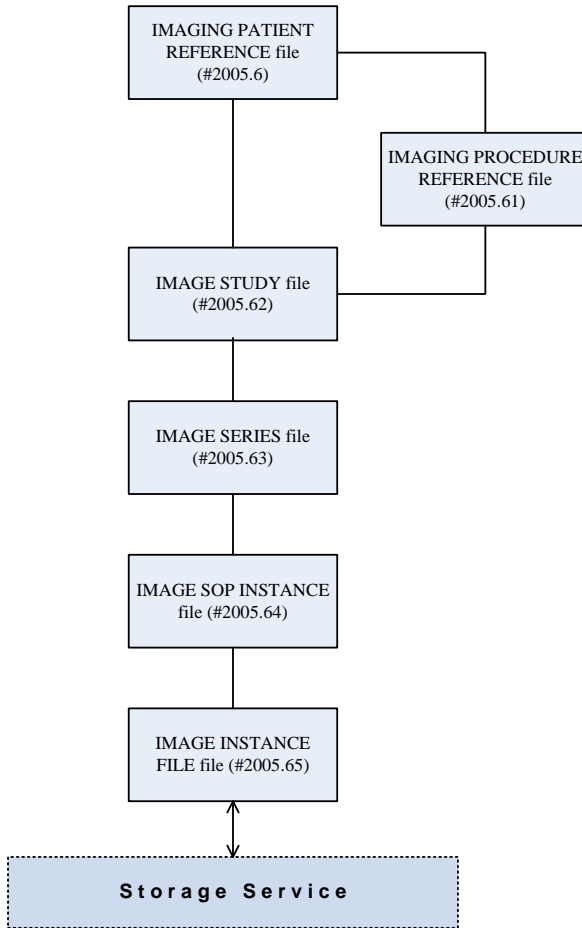 IMAGING PATIENT
REFERENCE file
(#2005.6)
IMAGING PROCEDURE
REFERENCE file
(#2005.61)
IMAGE STUDY file
(#2005.62)
IMAGE SERIES file
(#2005.63)
IMAGE SOP INSTANCE
file (#2005.64)
IMAGE INSTANCE
FILE file (#2005.65)
Storage Service